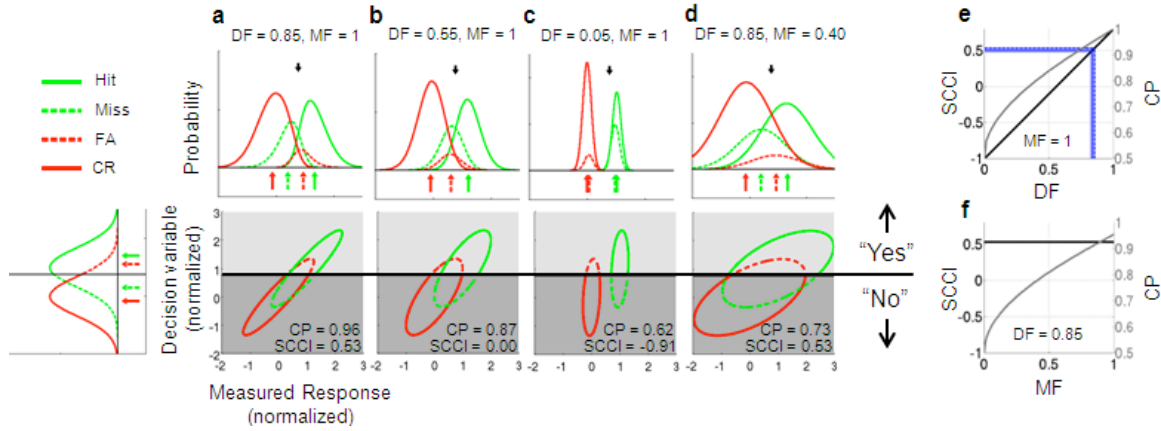 a
b
c
d
e
DF = 0.85, MF = 1
DF = 0.55, MF = 1
DF = 0.05, MF = 1
DF = 0.85, MF = 0.40
Hit
Miss
FA
CR
Probability
-2 -1 0 1 2 3
SCCI
0.5
0
-0.5
-1
MF = 1
1
0.9
0.8
0.7
0.6
0.5
CP
0 0.5 1
DF
Decision variable
(normalized)
3
2
1
0
-1
-2
CP = 0.96
SCCI = 0.53
CP = 0.87
SCCI = 0.00
CP = 0.62
SCCI = -0.91
CP = 0.73
SCCI = 0.53
-2 -1 0 1 2 3
-2 -1 0 1 2 3
-2 -1 0 1 2 3
-2 -1 0 1 2 3
Measured Response
(normalized)
"Yes"
"No"
f
SCCI
0.5
0
-0.5
-1
DF = 0.85
1
0.9
0.8
0.7
0.6
0.5
CP
0 0.5 1
MF